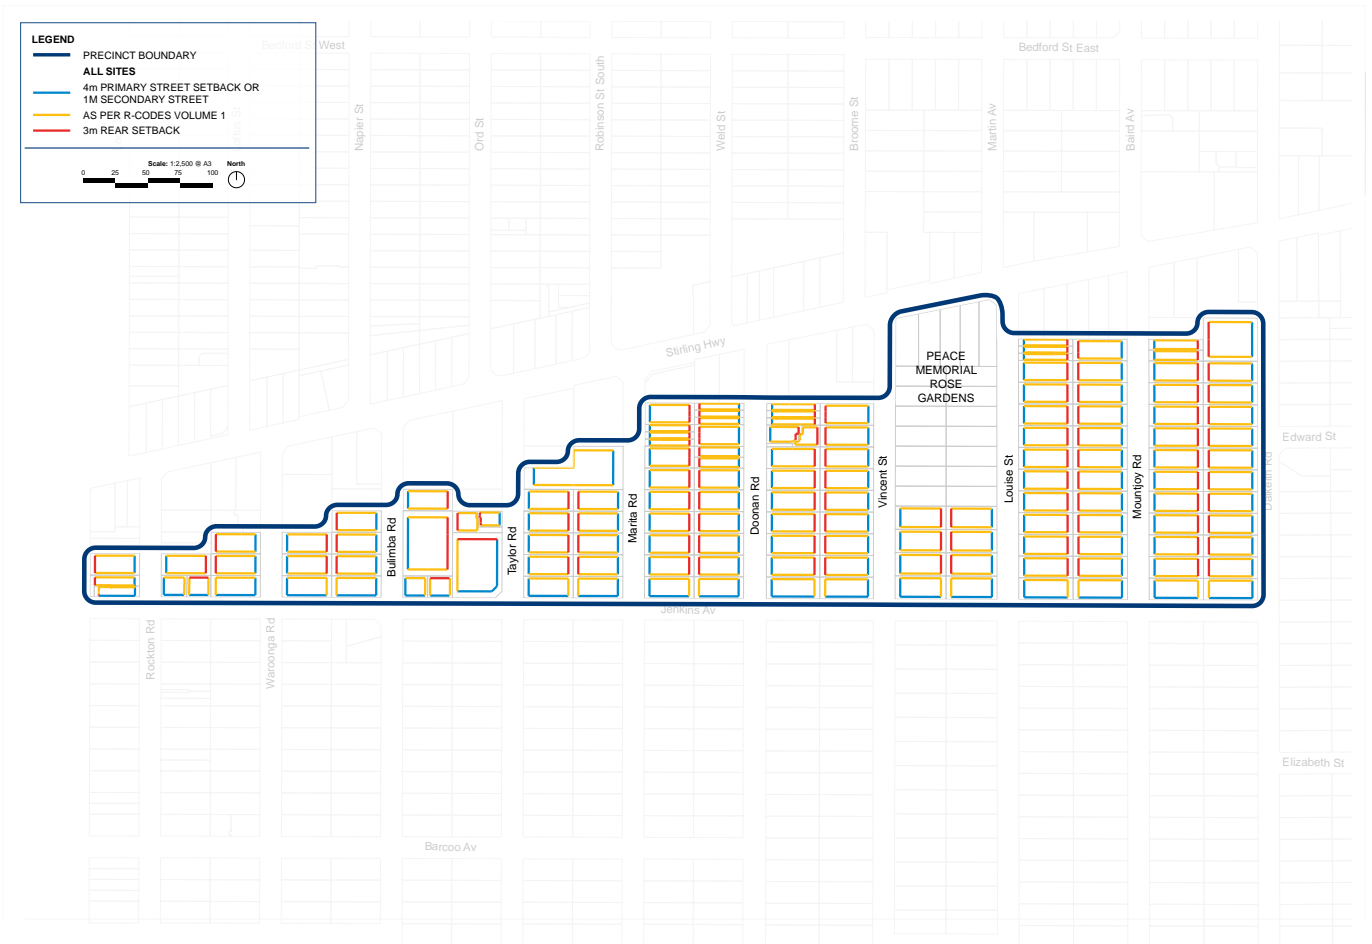 LEGEND
Bedford St West
PRECINCT BOUNDARY
ALL SITES
4m PRIMARY STREET SETBACK OR
1M SECONDARY STREET
AS PER R-CODES VOLUME 1
3m REAR SETBACK
Scale: 1:2,500 @ A3 North
0 25 50 75 100
Bedford St East
Napier St
Ord St
Robinson St South
Weld St
Broome St
Martin Av
Baird Av
Stirling Hwy
PEACE
MEMORIAL
ROSE
GARDENS
Edward St
Dalkeith Rd
Bulimba Rd
Taylor Rd
Marita Rd
Doonan Rd
Vincent St
Louise St
Mountjoy Rd
Jenkins Av
Rockton Rd
Waroonga Rd
Elizabeth St
Barcoo Av